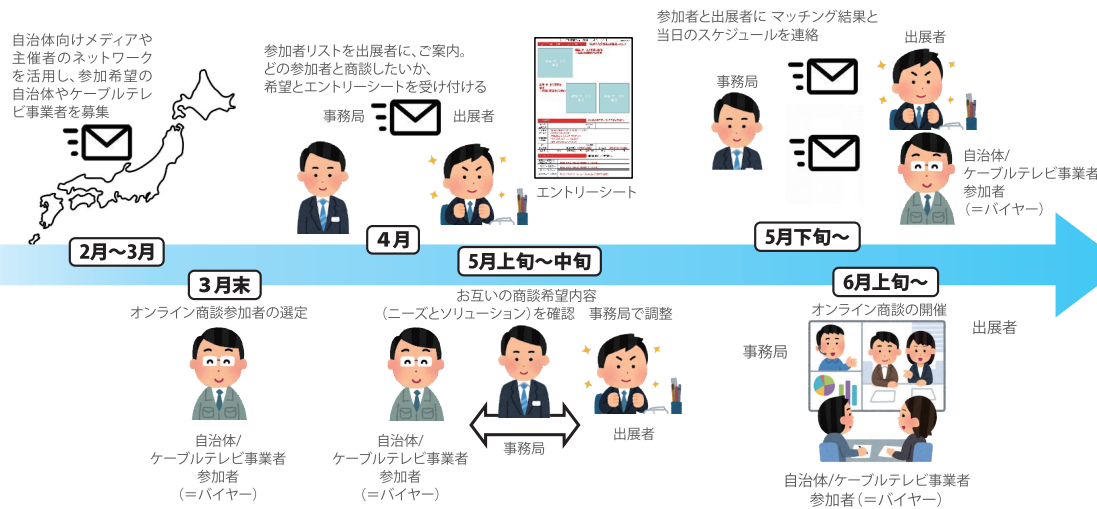 自治体向けメディアや
主催者のネットワーク
を活用し、参加希望の
自治体やケーブルテレ
ビ事業者を募集
2月〜3月
3月末
オンライン商談参加者の選定
自治体/
ケーブルテレビ事業者
参加者
（＝バイヤー）
参加者リストを出展者に、ご案内。
どの参加者と商談したいか、
希望とエントリーシートを受け付ける
事務局
出展者
エントリーシート
4月
5月上旬〜中旬
お互いの商談希望内容
（ニーズとソリューション）を確認　事務局で調整
自治体/
ケーブルテレビ事業者
参加者
（＝バイヤー）
事務局
出展者
参加者と出展者に マッチング結果と
当日のスケジュールを連絡
事務局
出展者
自治体/
ケーブルテレビ事業者
参加者
（＝バイヤー）
5月下旬〜
6月上旬〜
オンライン商談の開催
事務局
出展者
自治体/ケーブルテレビ事業者
参加者（＝バイヤー）